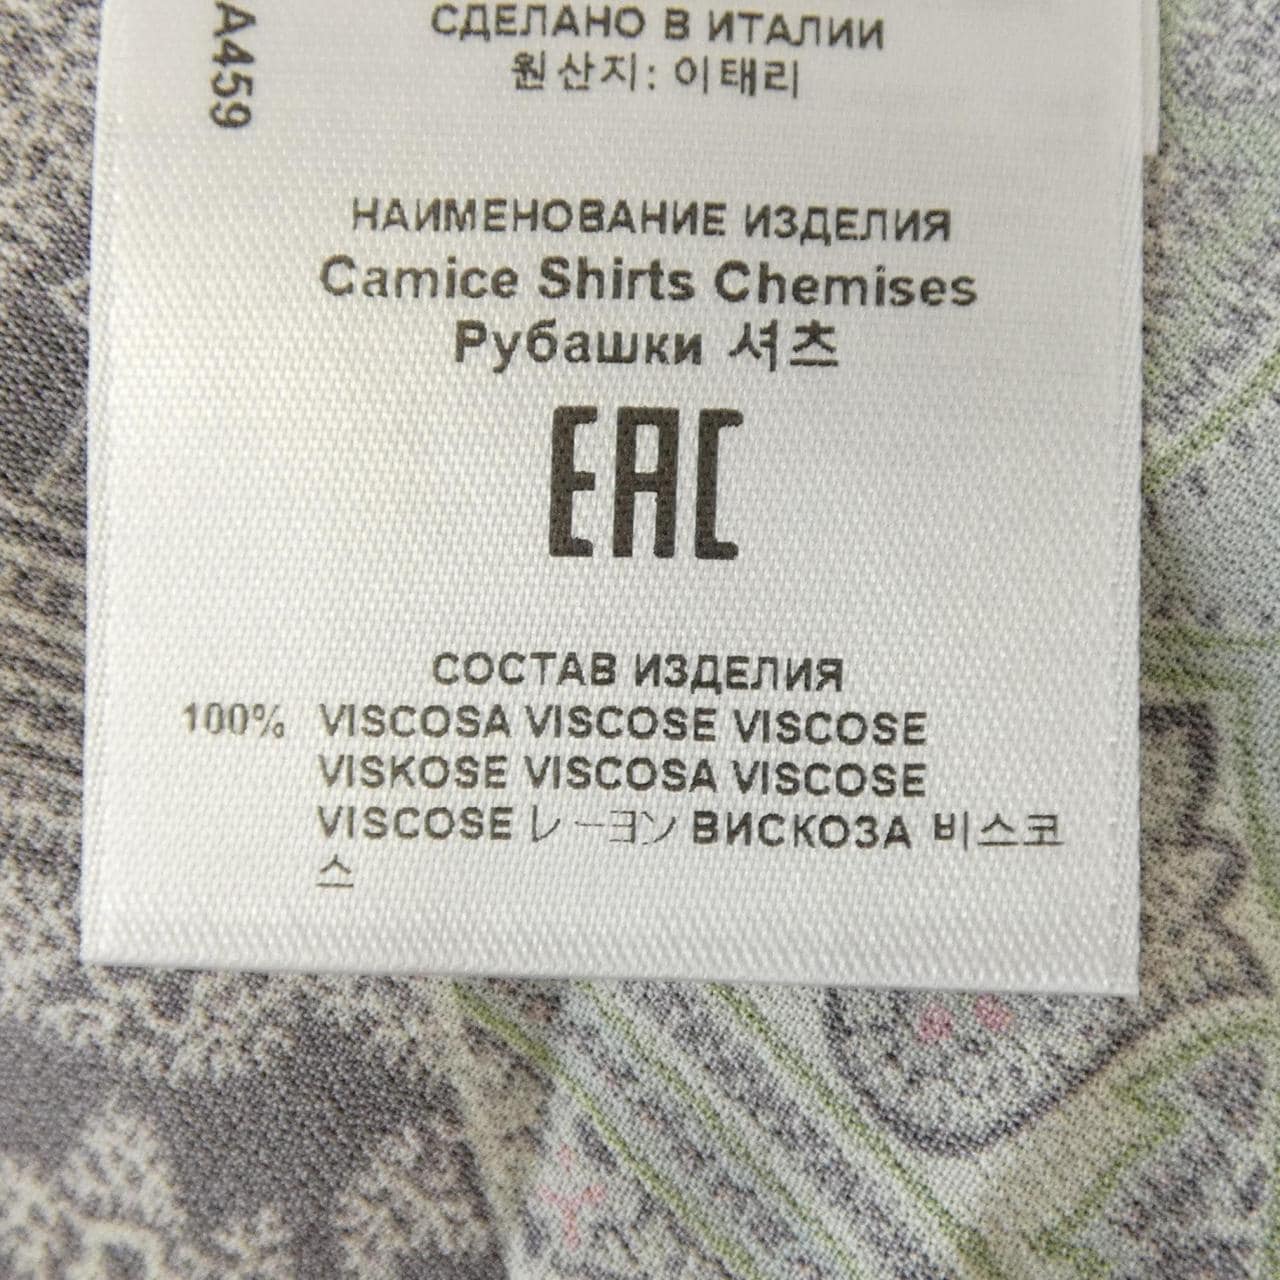 A459
СДЕЛАНО В ИТАЛИИ
원산지: 이태리
НАИМЕНОВАНИЕ ИЗДЕЛИЯ
Camice Shirts Chemises
Рубашки 셔츠
EAC
СОСТАВ ИЗДЕЛИЯ
100% VISCOSA VISCOSE VISCOSE
VISKOSE VISCOSA VISCOSE
VISCOSE レーヨン ВИСКОЗА 비스코
스